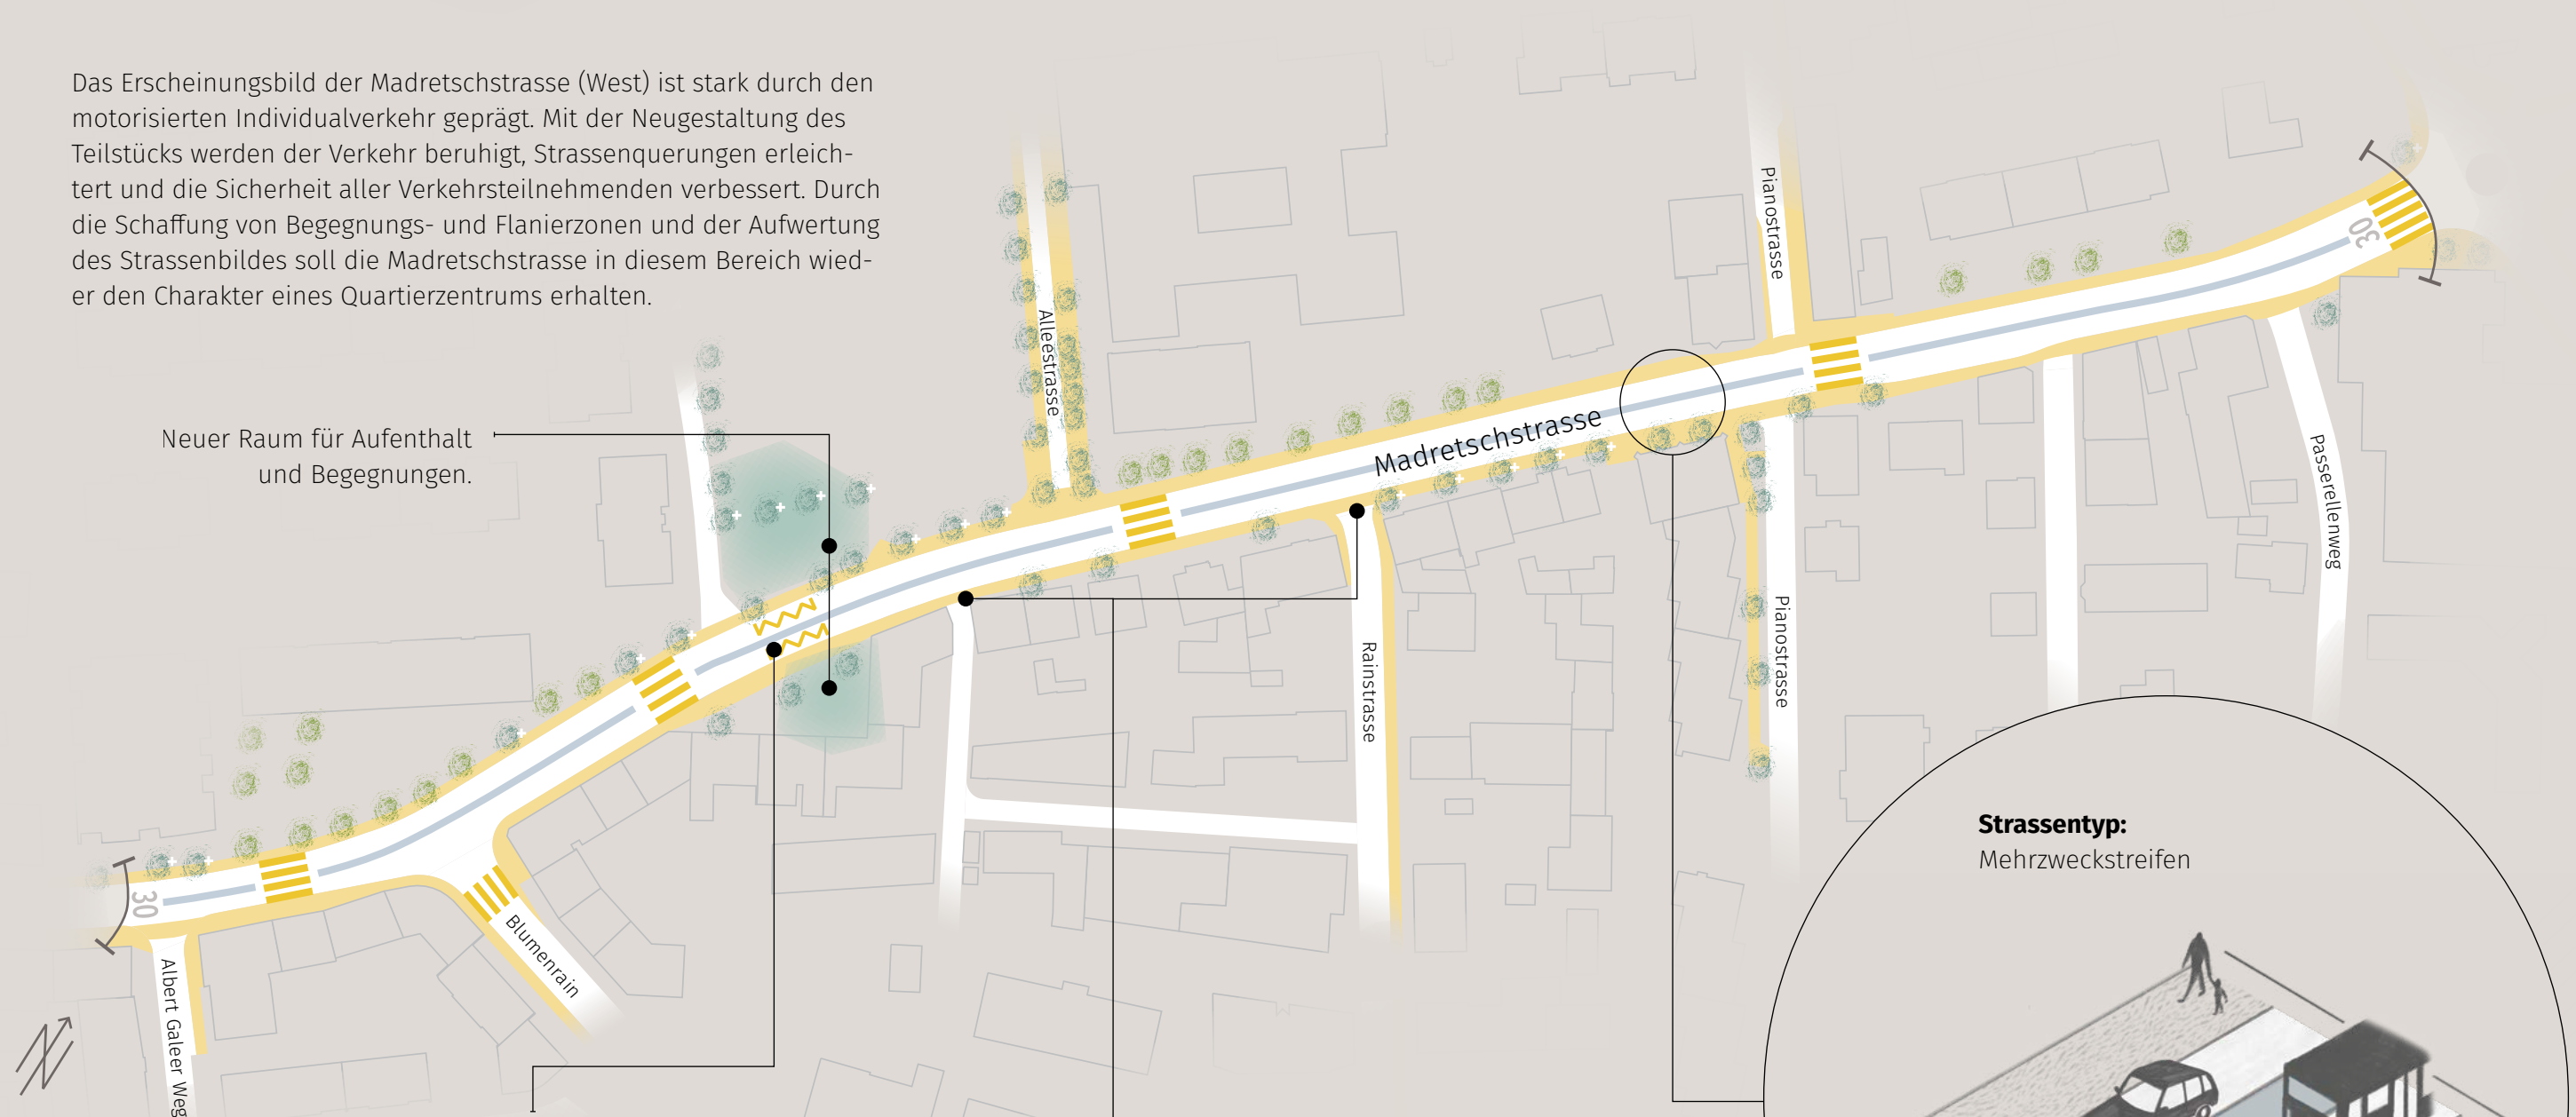 Das Erscheinungsbild der Madretschstrasse (West) ist stark durch den
motorisierten Individualverkehr geprägt. Mit der Neugestaltung des
Teilstücks werden der Verkehr beruhigt, Strassenquerungen erleich-
tert und die Sicherheit aller Verkehrsteilnehmenden verbessert. Durch
die Schaffung von Begegnungs- und Flanierzonen und der Aufwertung
des Strassenbildes soll die Madretschstrasse in diesem Bereich wied-
er den Charakter eines Quartierzentrums erhalten.
Neuer Raum für Aufenthalt
und Begegnungen.
Alleestrasse
Pianostrasse
30
Madretschstrasse
Passerellenweg
Rainstrasse
Pianostrasse
30
Blumenrain
Albert Galeer Weg
N
Strassentyp:
Mehrzweckstreifen